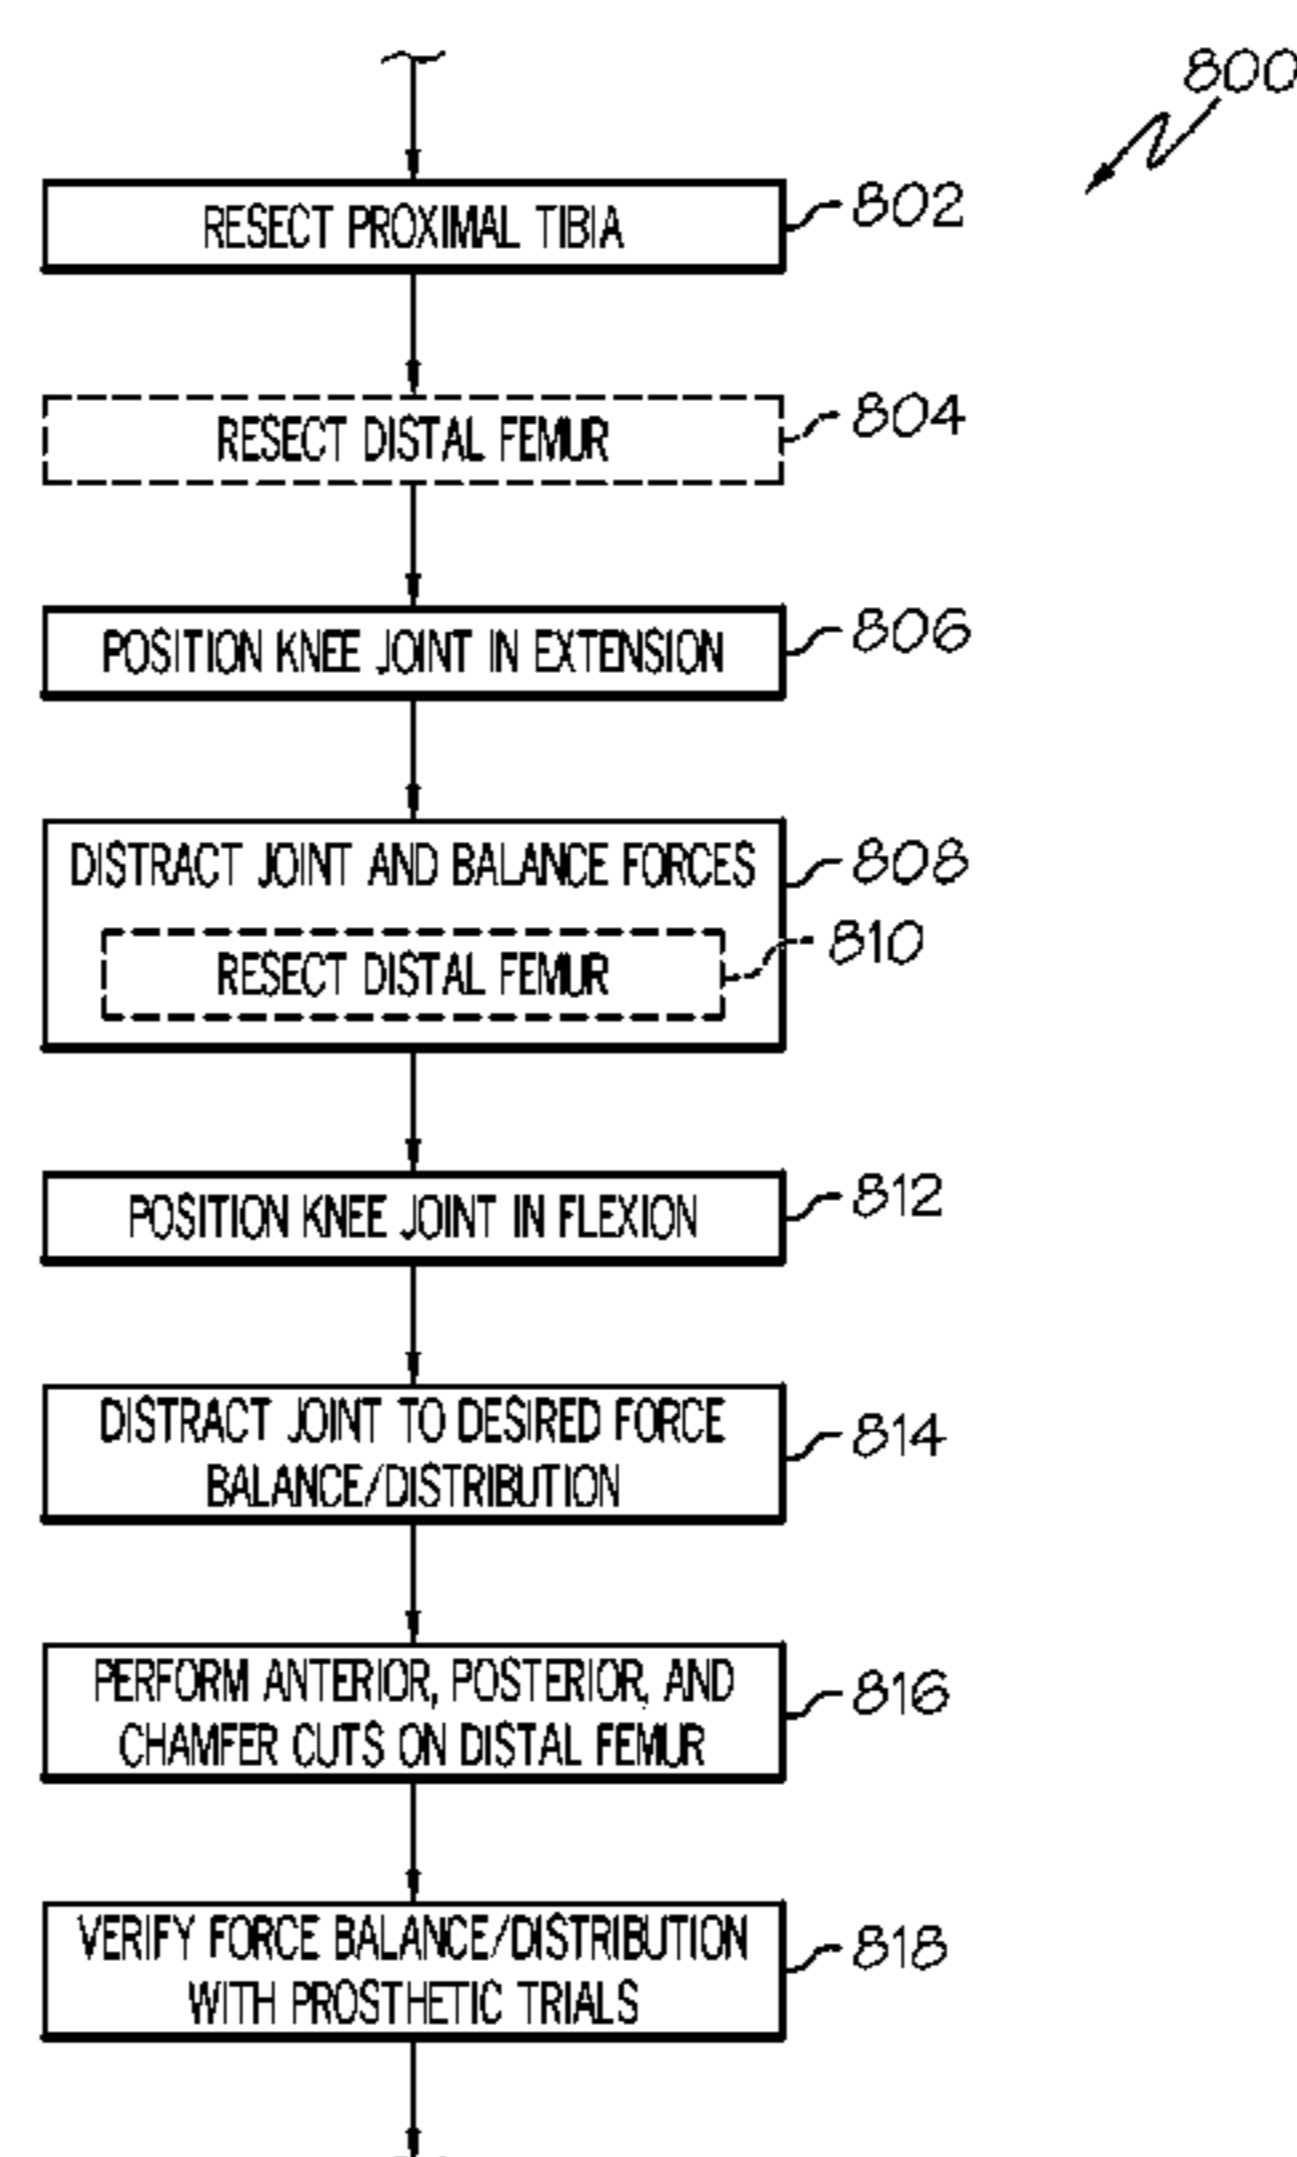 800
RESECT PROXIMAL TIBIA
802
RESECT DISTAL FEMUR
804
POSITION KNEE JOINT IN EXTENSION
806
DISTRACT JOINT AND BALANCE FORCES
808
RESECT DISTAL FEMUR
810
POSITION KNEE JOINT IN FLEXION
812
DISTRACT JOINT TO DESIRED FORCE
BALANCE/DISTRIBUTION
814
PERFORM ANTERIOR, POSTERIOR, AND
CHAMFER CUTS ON DISTAL FEMUR
816
VERIFY FORCE BALANCE/DISTRIBUTION
WITH PROSTHETIC TRIALS
818